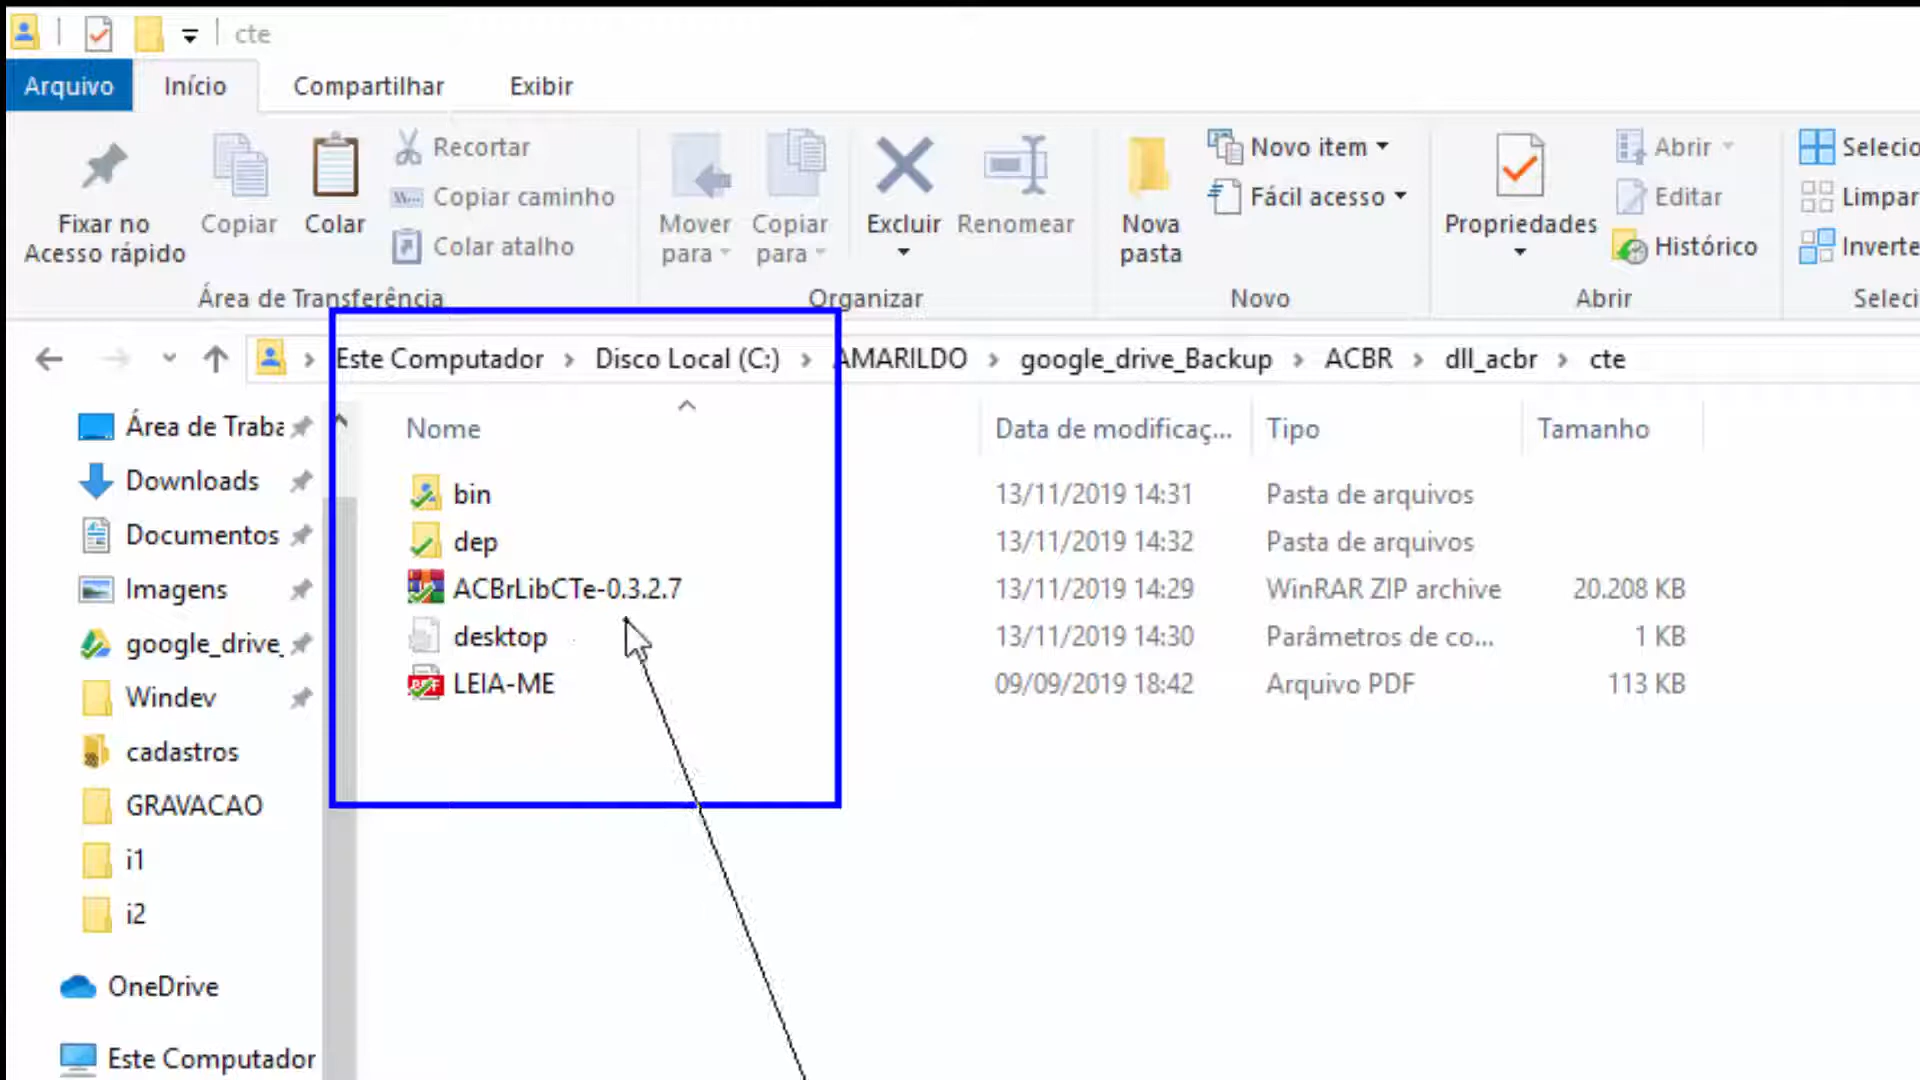 cte
Arquivo Início Compartilhar Exibir
Fixar no Acesso rápido
Copiar
Colar
Recortar
Copiar caminho
Colar atalho
Área de Transferência
Mover para
Copiar para
Excluir
Renomear
Organizar
Nova pasta
Novo item
Fácil acesso
Novo
Propriedades
Abrir
Editar
Histórico
Abrir
Selecio
Limpar
Inverte
Seleci
Este Computador > Disco Local (C:) > AMARILDO > google_drive_Backup > ACBR > dll_acbr > cte
Área de Traba
Downloads
Documentos
Imagens
google_drive_
Windev
cadastros
GRAVACAO
i1
i2
OneDrive
Este Computador
Nome Data de modificaç... Tipo Tamanho
bin 13/11/2019 14:31 Pasta de arquivos
dep 13/11/2019 14:32 Pasta de arquivos
ACBrLibCTe-0.3.2.7 13/11/2019 14:29 WinRAR ZIP archive 20.208 KB
desktop 13/11/2019 14:30 Parâmetros de co... 1 KB
LEIA-ME 09/09/2019 18:42 Arquivo PDF 113 KB